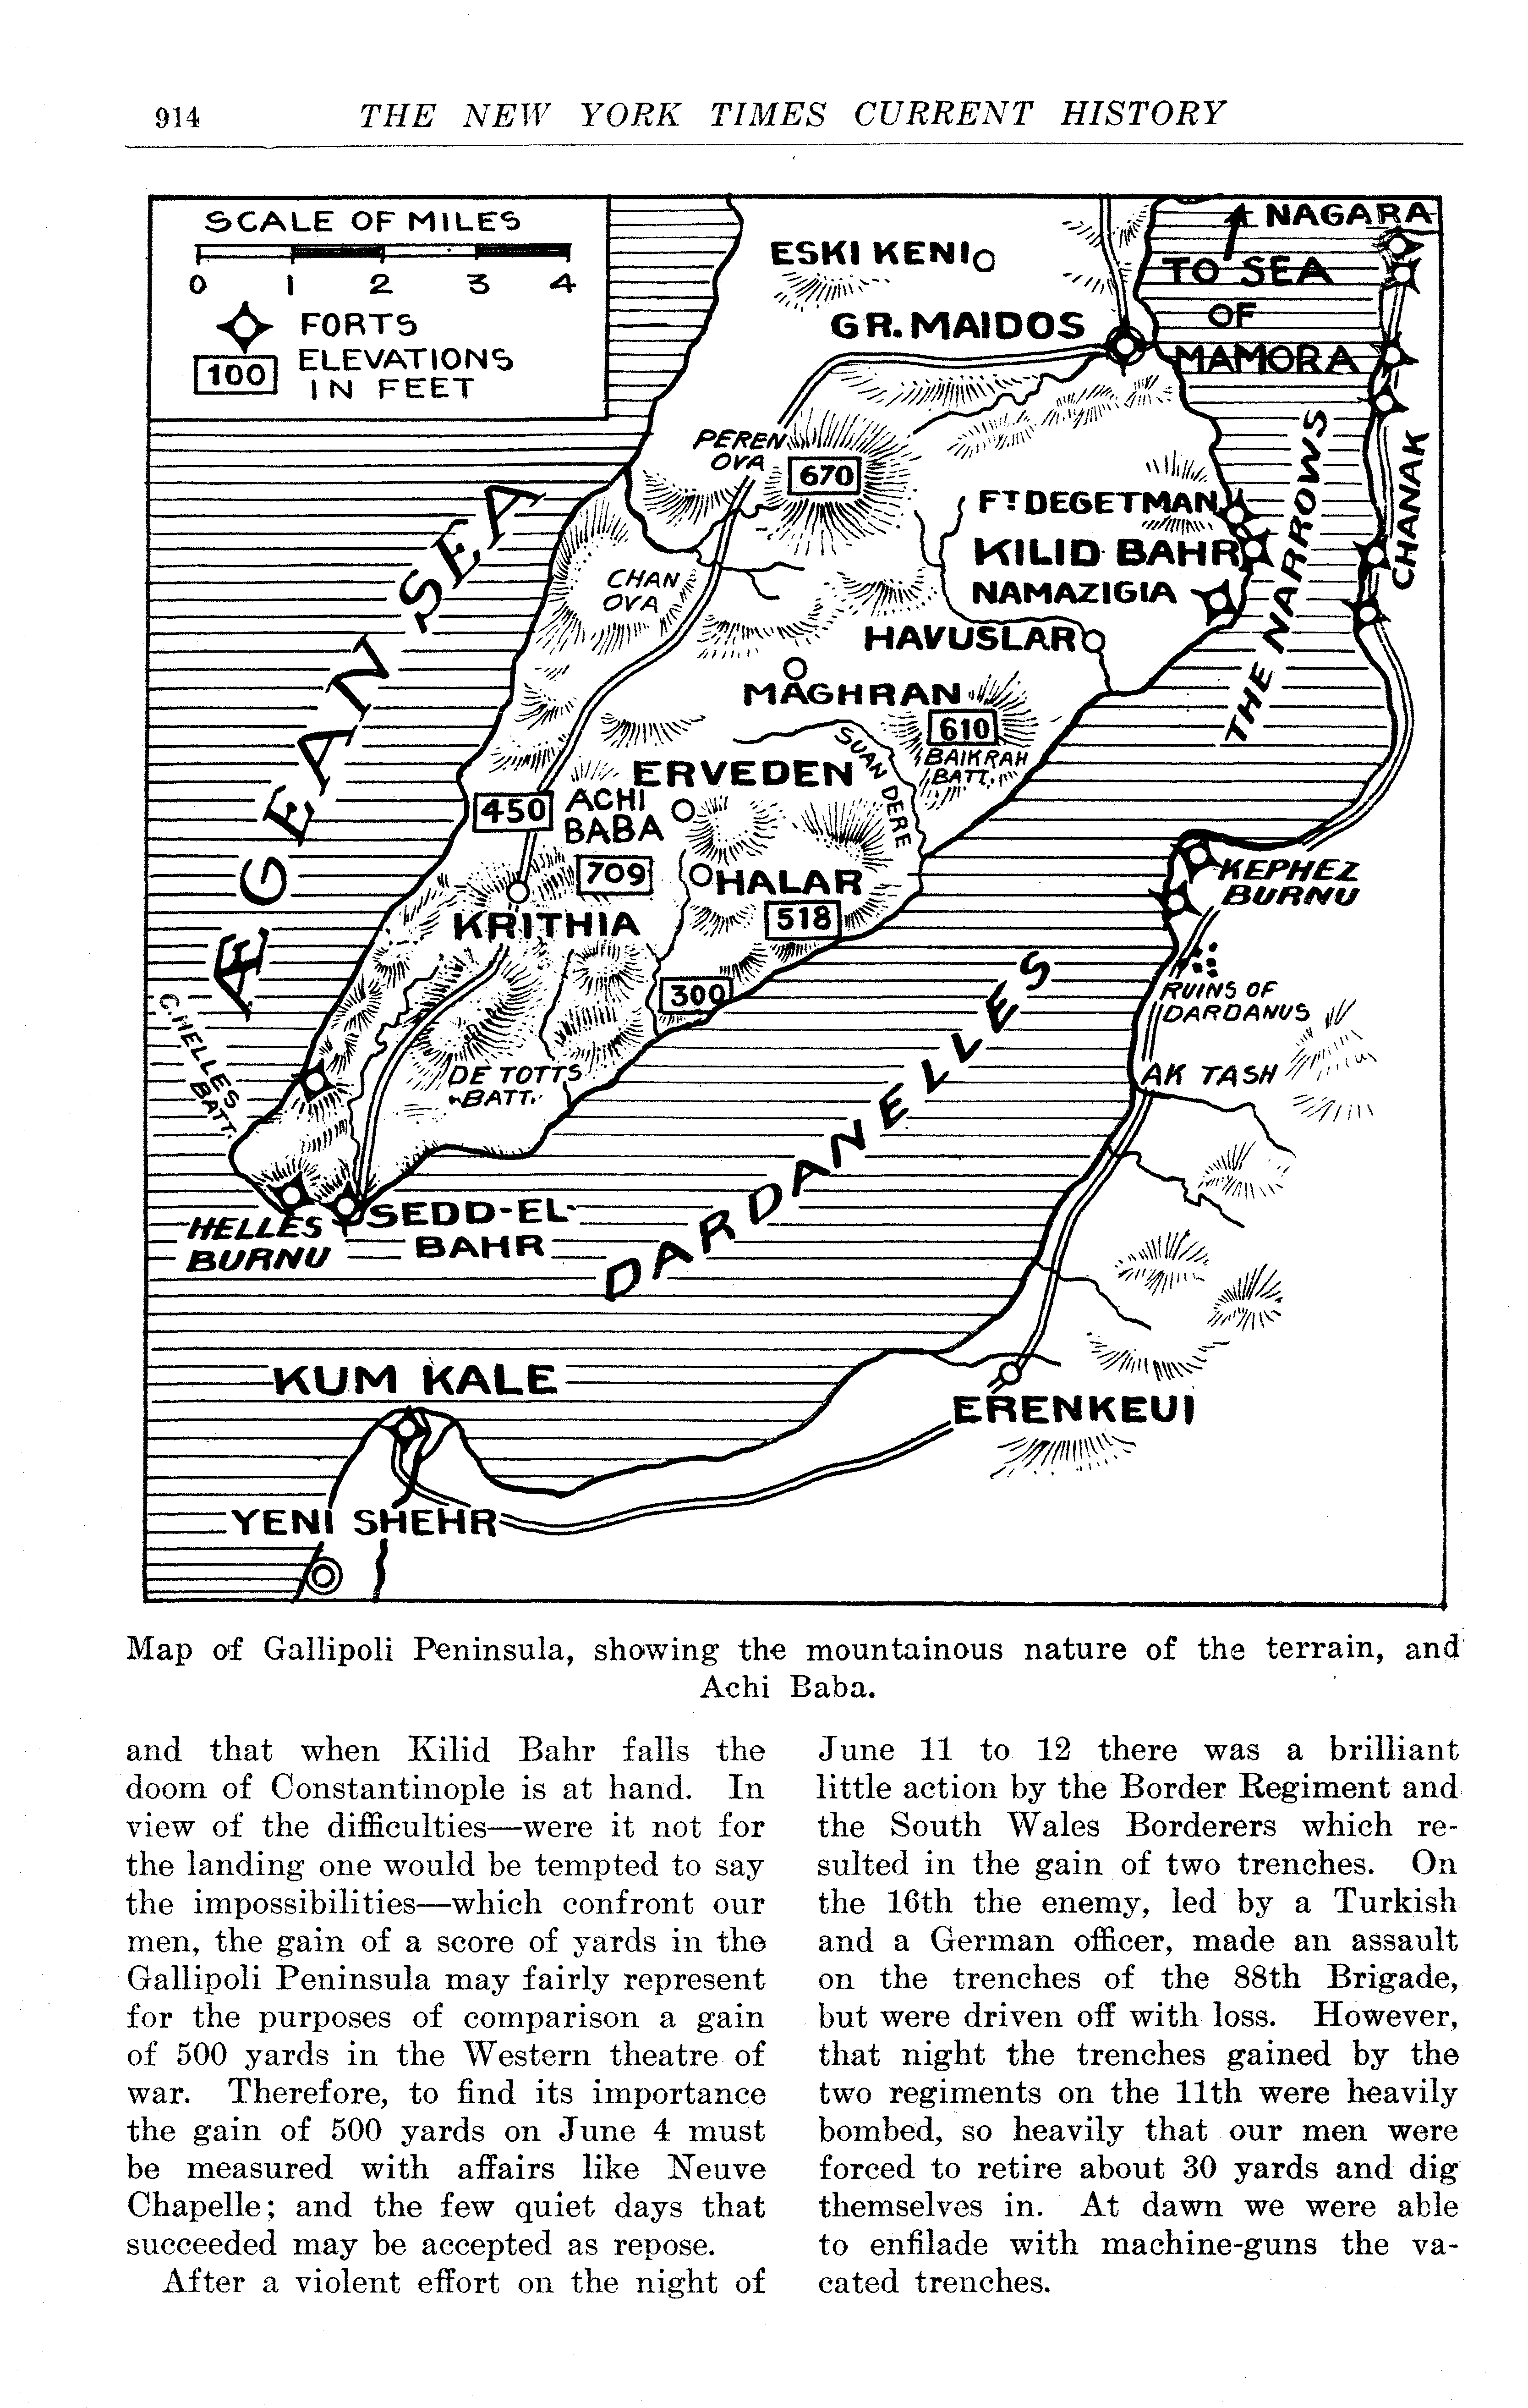 914 THE NEW YORK TIMES CURRENT HISTORY
SCALE OF MILES
0 1 2 3 4
FORTS
100 ELEVATIONS
IN FEET
NAGARA
ESKI KENI
TO SEA
OF
MAMORA
GR. MAIDOS
PEREN
OVA
670
ÆGEAN SEA
FT DEGETMAN
KILID BAHR
NAMAZIGIA
THE NARROWS
CHANAK
CHAN
OVA
HAVUSLAR
MAGHRAN
610
BAIKRAH
BATT.
SUAN DERE
ERVEDEN
450
ACHI
BABA
709
HALAR
518
KRITHIA
300
KEPHEZ
BURNU
RUINS OF
DARDANUS
AK TASH
C. HELLES
BATT.
DE TOTTS
BATT.
DARDANELLES
HELLES
BURNU
SEDD-EL-
BAHR
KUM KALE
ERENKEUI
YENI SHEHR
Map of Gallipoli Peninsula, showing the mountainous nature of the terrain, and
Achi Baba.
and that when Kilid Bahr falls the
doom of Constantinople is at hand. In
view of the difficulties—were it not for
the landing one would be tempted to say
the impossibilities—which confront our
men, the gain of a score of yards in the
Gallipoli Peninsula may fairly represent
for the purposes of comparison a gain
of 500 yards in the Western theatre of
war. Therefore, to find its importance
the gain of 500 yards on June 4 must
be measured with affairs like Neuve
Chapelle; and the few quiet days that
succeeded may be accepted as repose.
After a violent effort on the night of
June 11 to 12 there was a brilliant
little action by the Border Regiment and
the South Wales Borderers which re-
sulted in the gain of two trenches. On
the 16th the enemy, led by a Turkish
and a German officer, made an assault
on the trenches of the 88th Brigade,
but were driven off with loss. However,
that night the trenches gained by the
two regiments on the 11th were heavily
bombed, so heavily that our men were
forced to retire about 30 yards and dig
themselves in. At dawn we were able
to enfilade with machine-guns the va-
cated trenches.